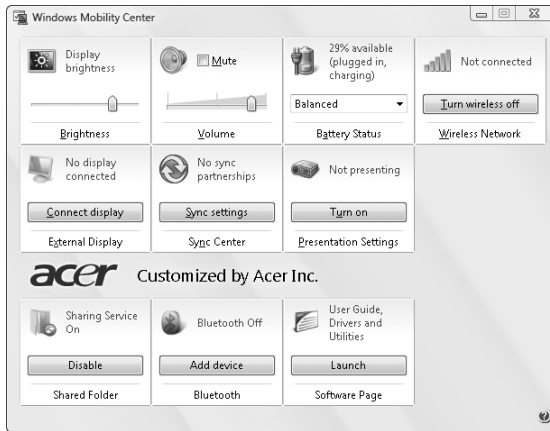 Windows Mobility Center
Display
brightness
Brightness
Mute
Volume
29% available
(plugged in,
charging)
Balanced
Battery Status
Not connected
Turn wireless off
Wireless Network
No display
connected
Connect display
External Display
No sync
partnerships
Sync settings
Sync Center
Not presenting
Turn on
Presentation Settings
acer Customized by Acer Inc.
Sharing Service
On
Disable
Shared Folder
Bluetooth Off
Add device
Bluetooth
User Guide,
Drivers and
Utilities
Launch
Software Page